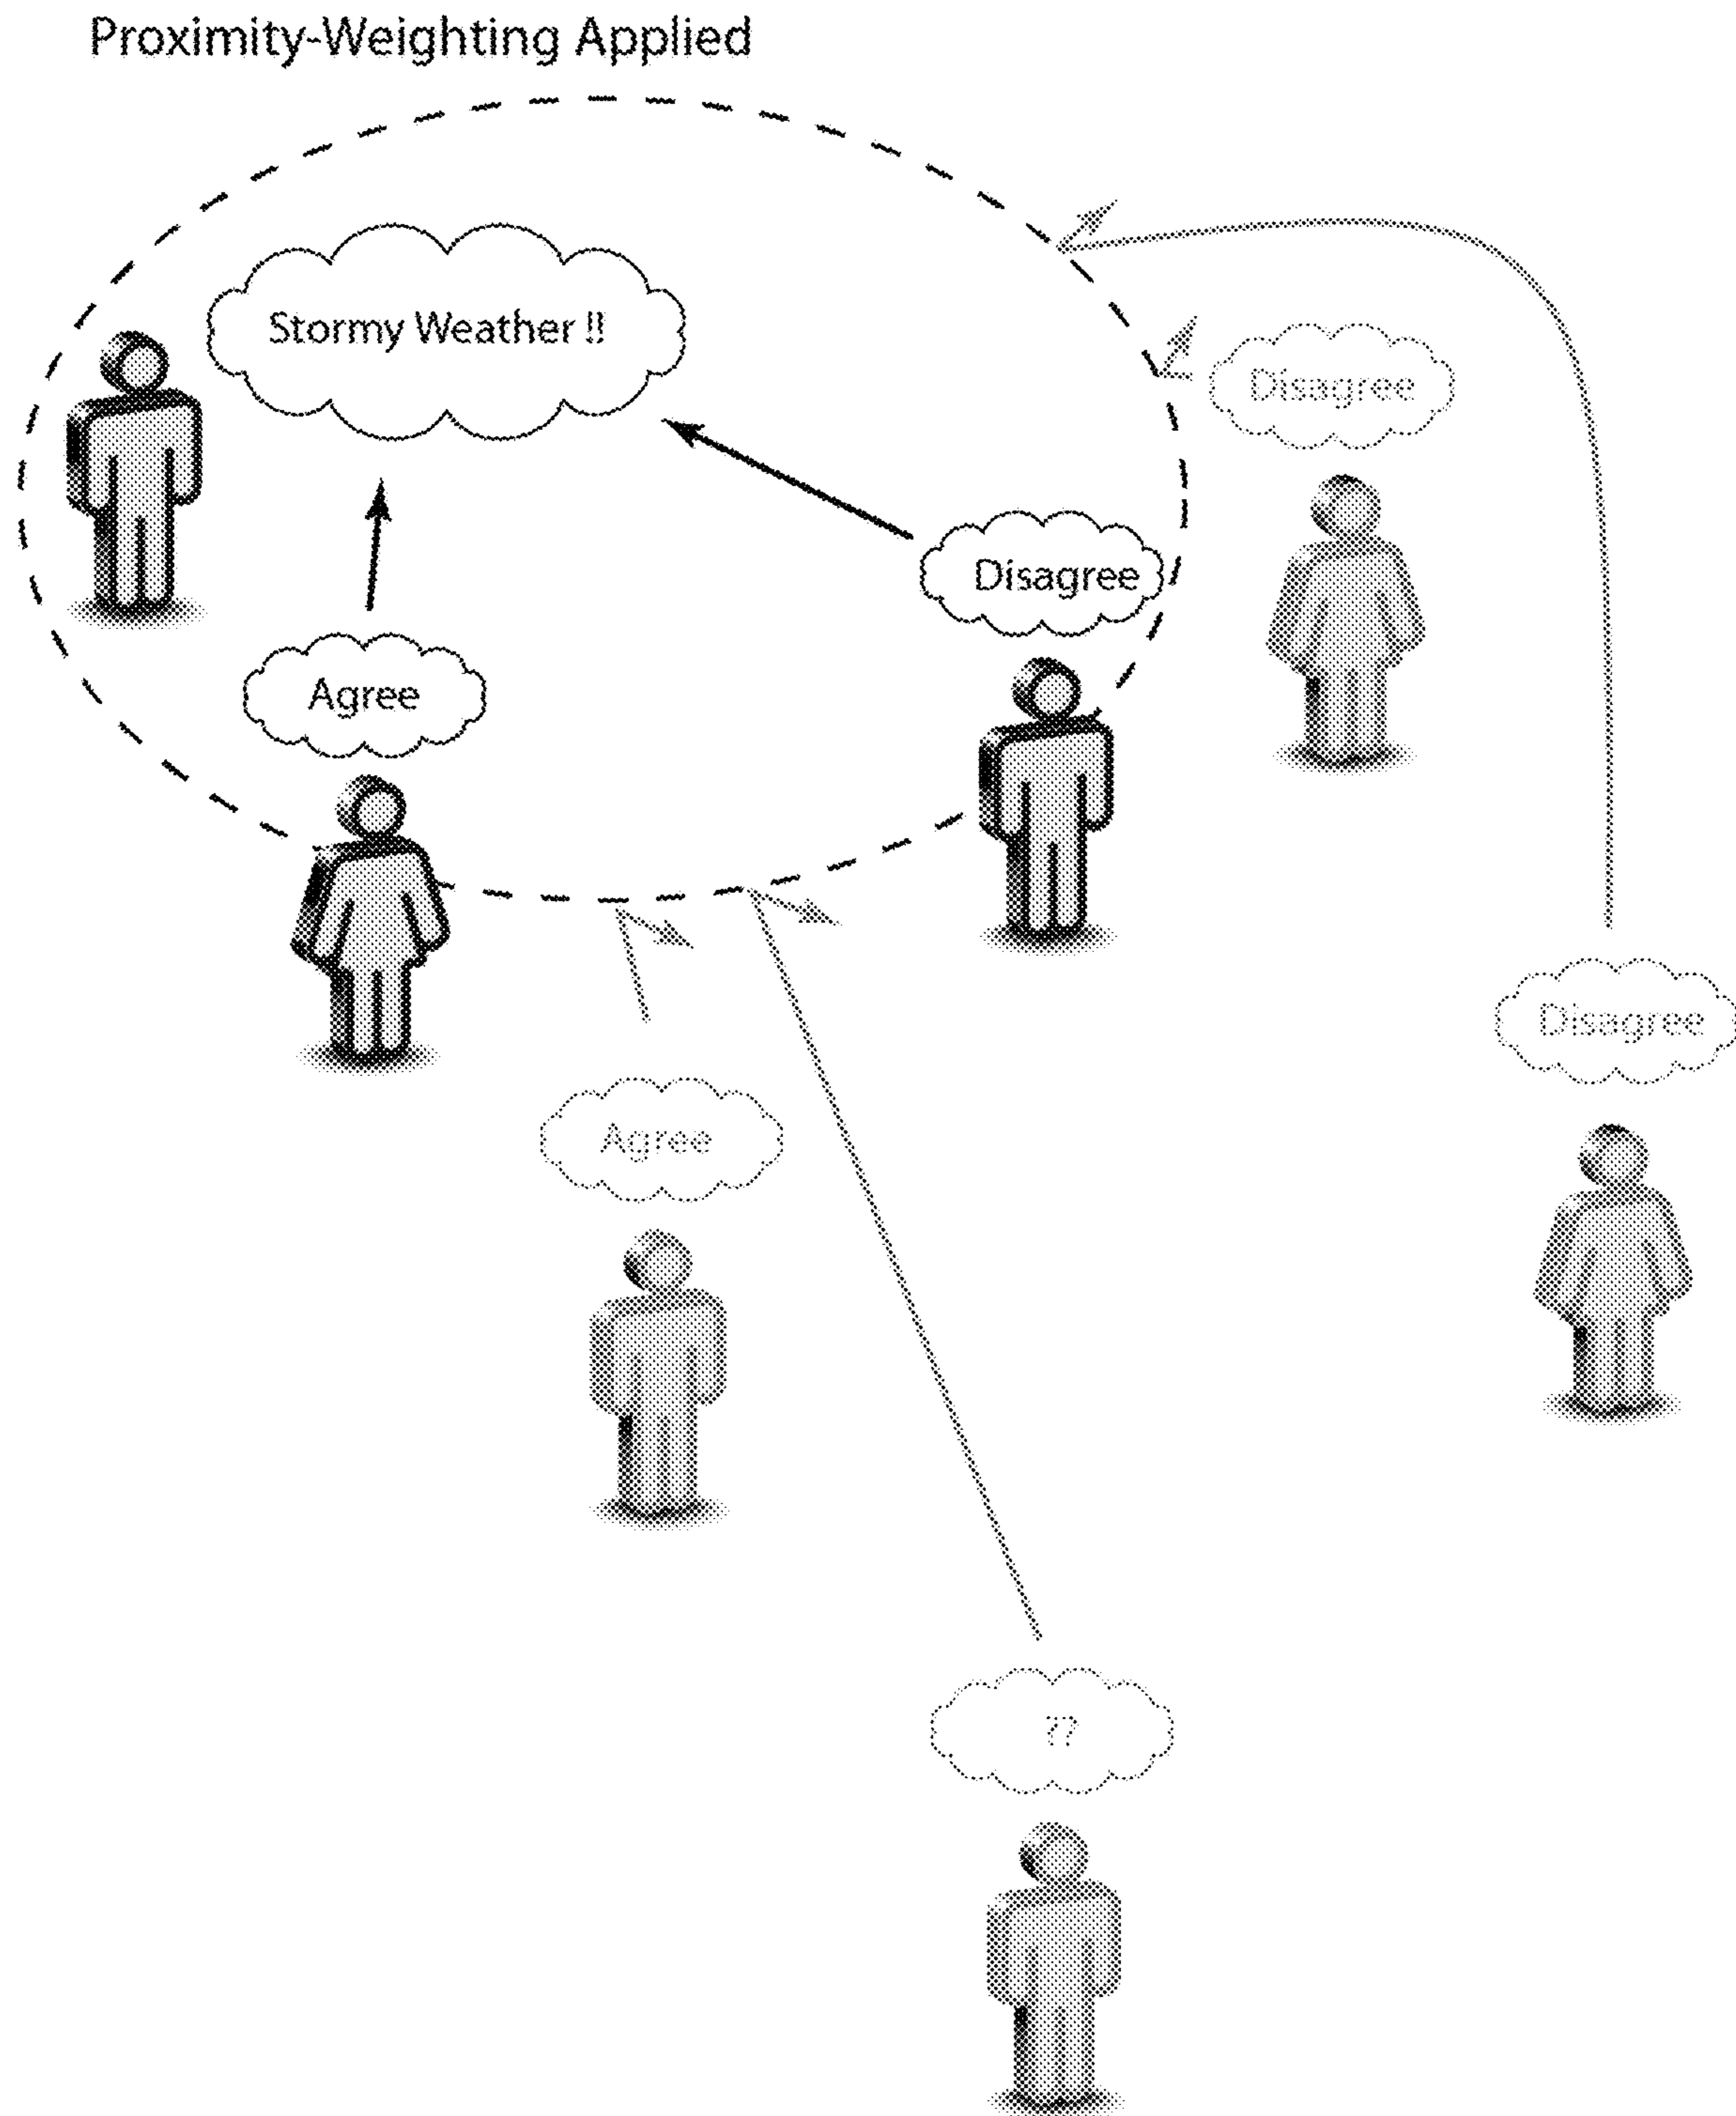 Proximity-Weighting Applied
Stormy Weather !!
Disagree
Disagree
Agree
Disagree
Agree
??